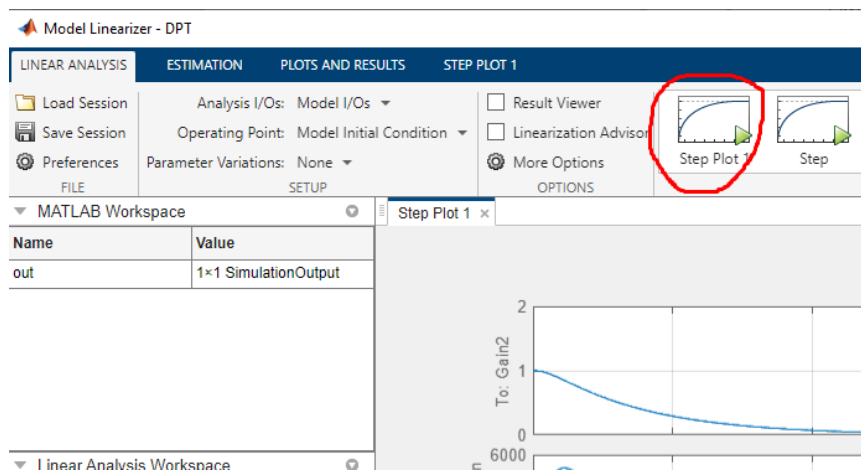 Model Linearizer - DPT
LINEAR ANALYSIS ESTIMATION PLOTS AND RESULTS STEP PLOT 1
Load Session Analysis I/Os: Model I/Os Result Viewer
Save Session Operating Point: Model Initial Condition Linearization Advisor
Preferences Parameter Variations: None More Options Step Plot 1 Step
FILE SETUP OPTIONS
MATLAB Workspace Step Plot 1
Name Value
out 1×1 SimulationOutput
2
To: Gain2
1
0
6000
Linear Analysis Workspace